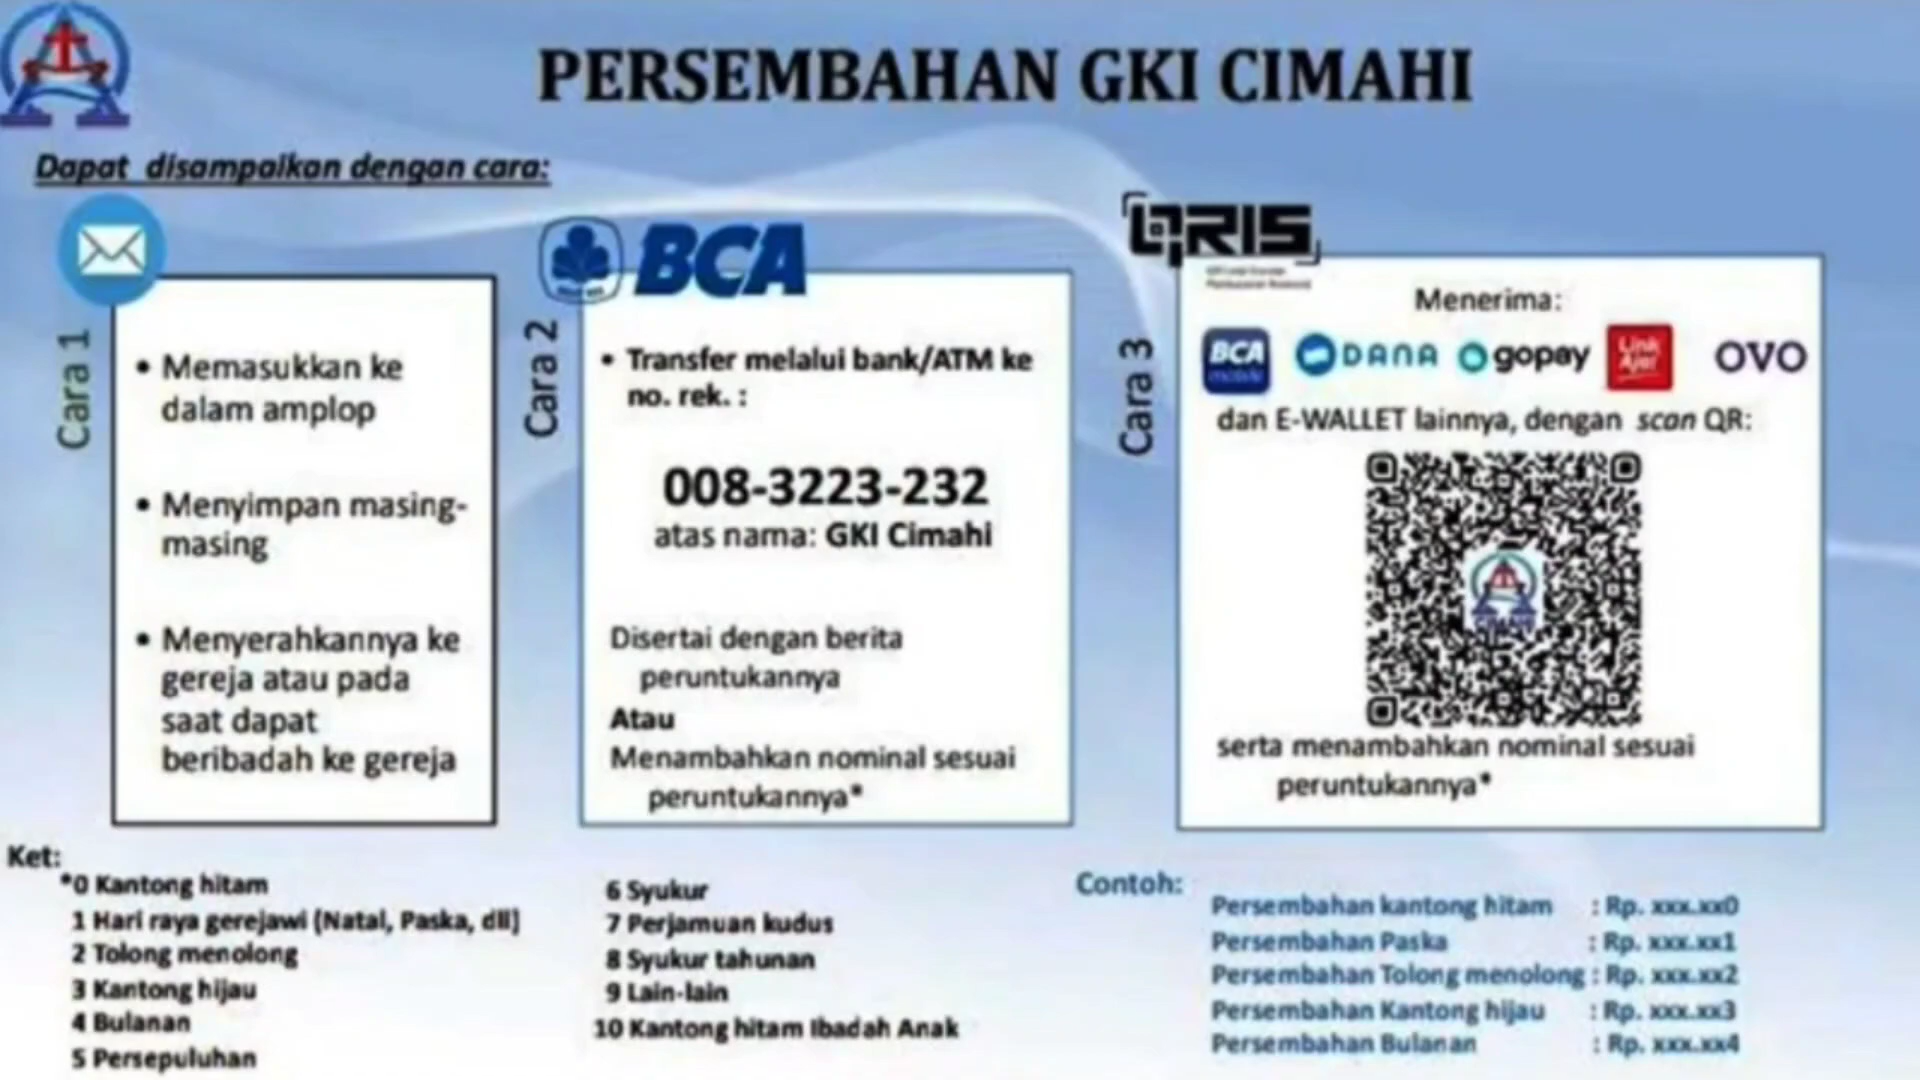 PERSEMBAHAN GKI CIMAHI
Dapat disampaikan dengan cara:
Cara 1
• Memasukkan ke
dalam amplop
• Menyimpan masing-
masing
• Menyerahkannya ke
gereja atau pada
saat dapat
beribadah ke gereja
BCA
Cara 2
• Transfer melalui bank/ATM ke
no. rek. :
008-3223-232
atas nama: GKI Cimahi
Disertai dengan berita
peruntukannya
Atau
Menambahkan nominal sesuai
peruntukannya*
QRIS
Cara 3
Menerima:
BCA mobile DANA gopay Link Aja! OVO
dan E-WALLET lainnya, dengan scan QR:
serta menambahkan nominal sesuai
peruntukannya*
Ket:
*0 Kantong hitam
1 Hari raya gerejawi (Natal, Paska, dll)
2 Tolong menolong
3 Kantong hijau
4 Bulanan
5 Persepuluhan
6 Syukur
7 Perjamuan kudus
8 Syukur tahunan
9 Lain-lain
10 Kantong hitam Ibadah Anak
Contoh:
Persembahan kantong hitam : Rp. xxx.xx0
Persembahan Paska : Rp. xxx.xx1
Persembahan Tolong menolong : Rp. xxx.xx2
Persembahan Kantong hijau : Rp. xxx.xx3
Persembahan Bulanan : Rp. xxx.xx4